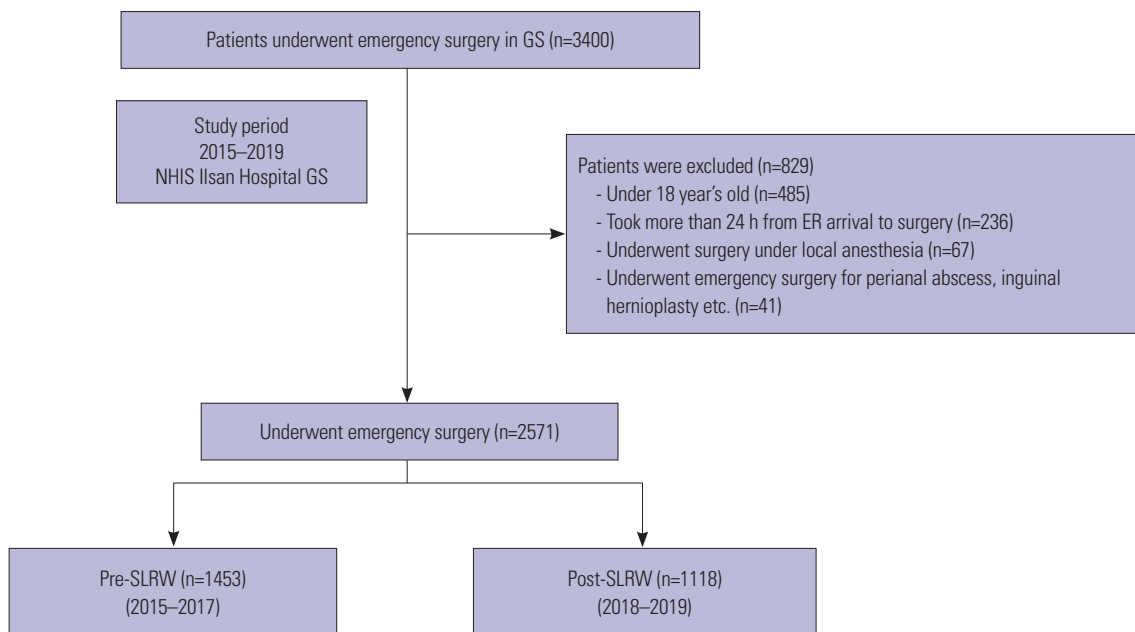 Patients underwent emergency surgery in GS (n=3400)
Study period
2015–2019
NHIS Ilsan Hospital GS
Patients were excluded (n=829)
- Under 18 year's old (n=485)
- Took more than 24 h from ER arrival to surgery (n=236)
- Underwent surgery under local anesthesia (n=67)
- Underwent emergency surgery for perianal abscess, inguinal
hernioplasty etc. (n=41)
Underwent emergency surgery (n=2571)
Pre-SLRW (n=1453)
(2015–2017)
Post-SLRW (n=1118)
(2018–2019)